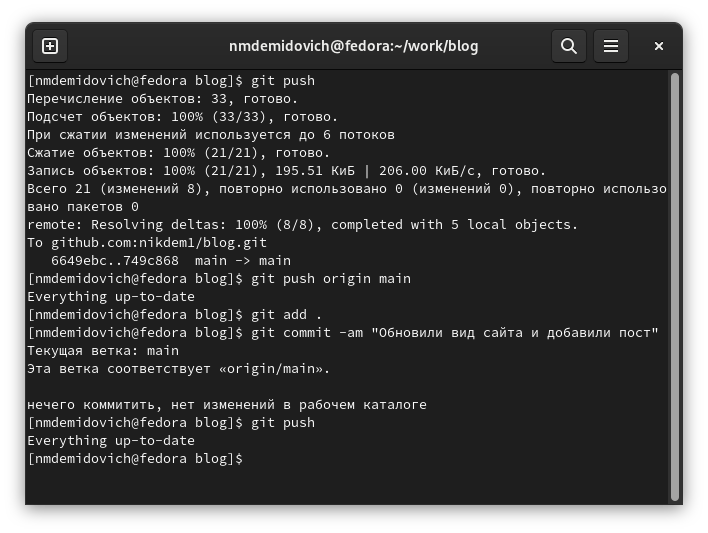 nmdemidovich@fedora:~/work/blog
[nmdemidovich@fedora blog]$ git push
Перечисление объектов: 33, готово.
Подсчет объектов: 100% (33/33), готово.
При сжатии изменений используется до 6 потоков
Сжатие объектов: 100% (21/21), готово.
Запись объектов: 100% (21/21), 195.51 КиБ | 206.00 КиБ/с, готово.
Всего 21 (изменений 8), повторно использовано 0 (изменений 0), повторно использо
вано пакетов 0
remote: Resolving deltas: 100% (8/8), completed with 5 local objects.
To github.com:nikdem1/blog.git
   6649ebc..749c868  main -> main
[nmdemidovich@fedora blog]$ git push origin main
Everything up-to-date
[nmdemidovich@fedora blog]$ git add .
[nmdemidovich@fedora blog]$ git commit -am "Обновили вид сайта и добавили пост"
Текущая ветка: main
Эта ветка соответствует «origin/main».
нечего коммитить, нет изменений в рабочем каталоге
[nmdemidovich@fedora blog]$ git push
Everything up-to-date
[nmdemidovich@fedora blog]$